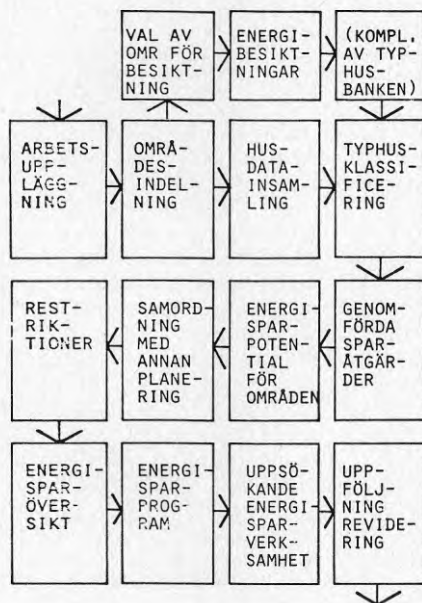 VAL AV
OMR FÖR
BESIKT-
NING
ENERGI-
BESIKT-
NINGAR
(KOMPL.
AV TYP-
HUS-
BANKEN)
ARBETS-
UPP-
LÄGG-
NING
OMRÅ-
DES-
INDEL-
NING
HUS-
DATA-
INSAM-
LING
TYPHUS-
KLASSI-
FICE-
RING
REST-
RIK-
TIONER
SAMORD-
NING
MED
ANNAN
PLANE-
RING
ENERGI-
SPAR-
POTEN-
TIAL
FÖR
OMRÅDEN
GENOM-
FÖRDA
SPAR-
ÅTGÄR-
DER
ENERGI-
SPAR-
ÖVER-
SIKT
ENERGI-
SPAR-
PROG-
RAM
UPPSÖ-
KANDE
ENERGI-
SPAR-
VERK-
SAMHET
UPP-
FÖLJ-
NING
REVIDE-
RING